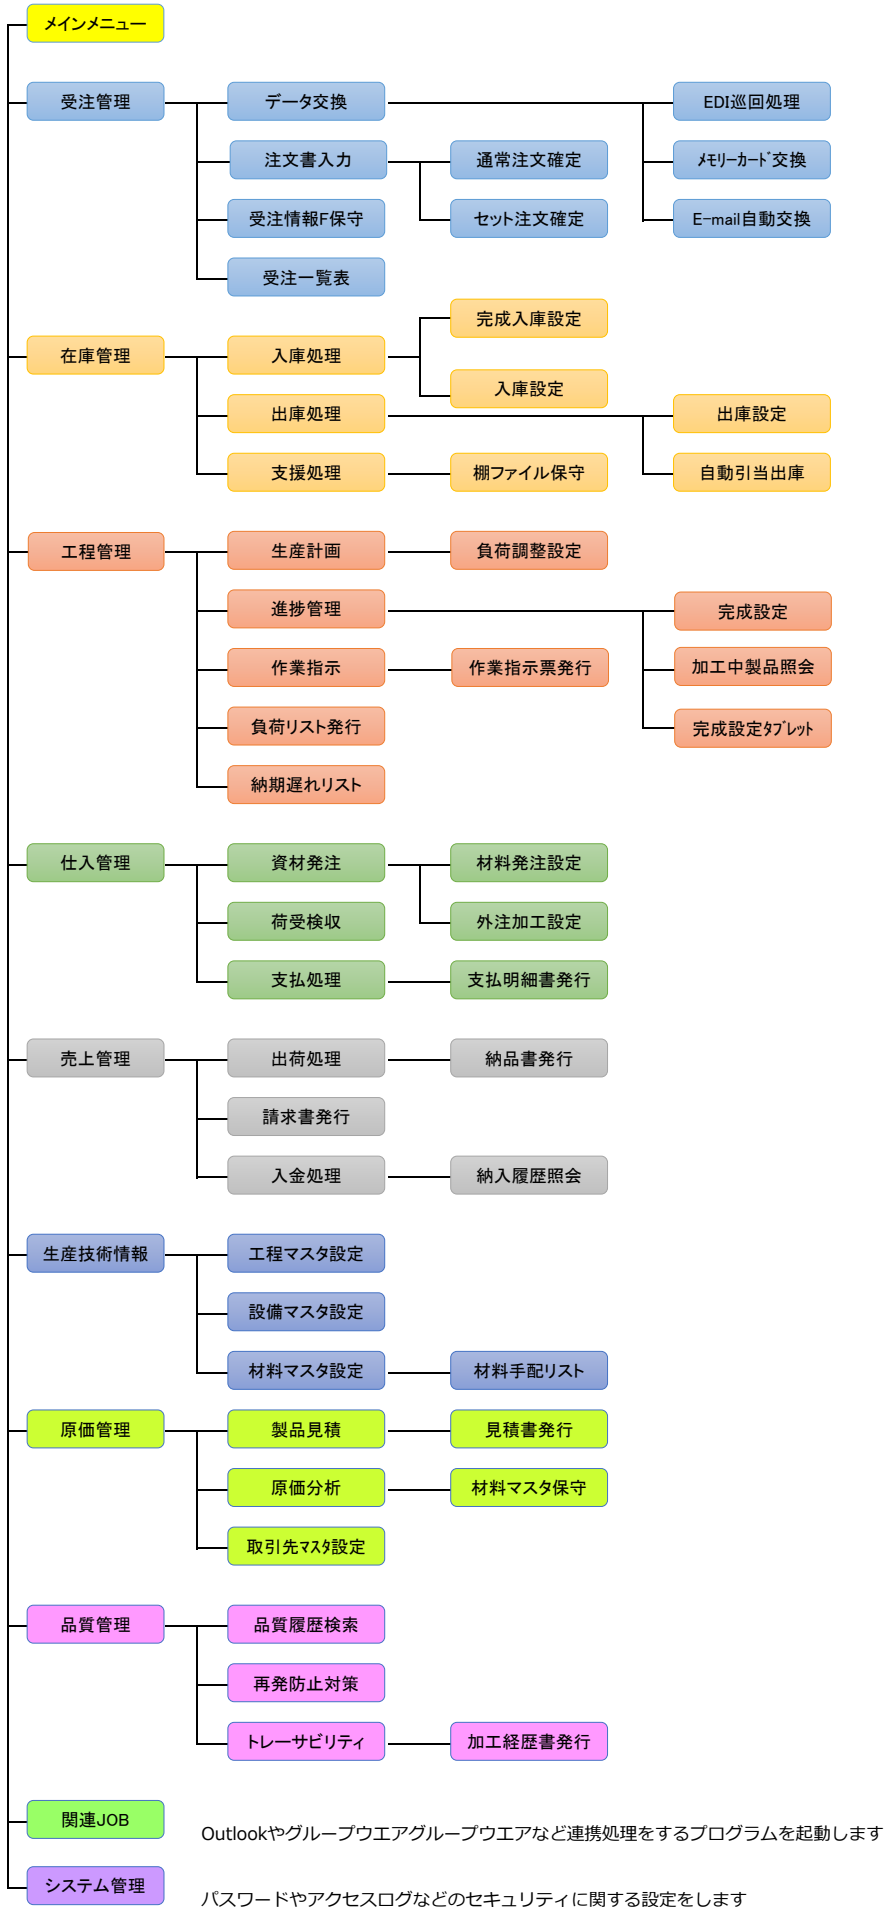 メインメニュー
受注管理
データ交換
EDI巡回処理
注文書入力
通常注文確定
ﾒﾓﾘｰｶｰﾄﾞ交換
受注情報F保守
セット注文確定
E-mail自動交換
受注一覧表
完成入庫設定
在庫管理
入庫処理
入庫設定
出庫処理
出庫設定
支援処理
棚ファイル保守
自動引当出庫
工程管理
生産計画
負荷調整設定
進捗管理
完成設定
作業指示
作業指示票発行
加工中製品照会
負荷リスト発行
完成設定ﾀﾌﾞﾚｯﾄ
納期遅れリスト
仕入管理
資材発注
材料発注設定
荷受検収
外注加工設定
支払処理
支払明細書発行
売上管理
出荷処理
納品書発行
請求書発行
入金処理
納入履歴照会
生産技術情報
工程マスタ設定
設備マスタ設定
材料マスタ設定
材料手配リスト
原価管理
製品見積
見積書発行
原価分析
材料マスタ保守
取引先ﾏｽﾀ設定
品質管理
品質履歴検索
再発防止対策
トレーサビリティ
加工経歴書発行
関連JOB
Outlookやグループウエアグループウエアなど連携処理をするプログラムを起動します
システム管理
パスワードやアクセスログなどのセキュリティに関する設定をします